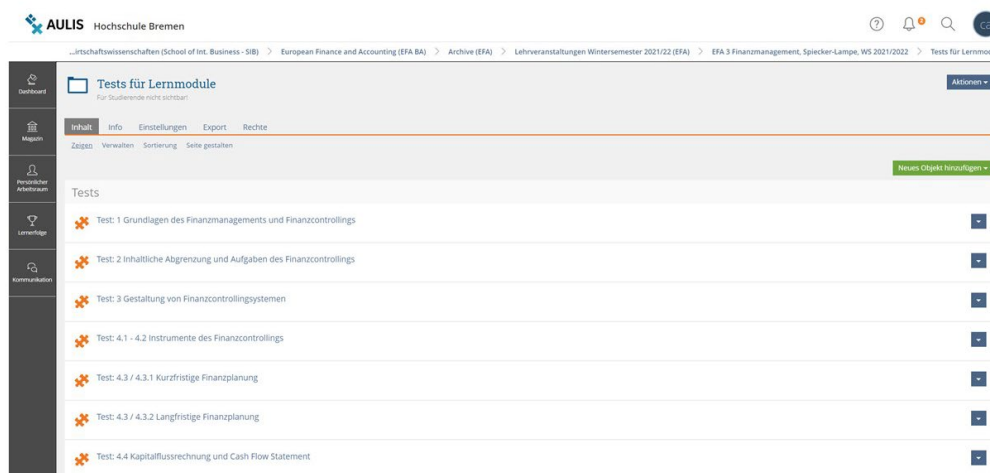 AULIS Hochschule Bremen
...irtschaftswissenschaften (School of Int. Business - SIB) > European Finance and Accounting (EFA BA) > Archive (EFA) > Lehrveranstaltungen Wintersemester 2021/22 (EFA) > EFA 3 Finanzmanagement, Spiecker-Lampe, WS 2021/2022 > Tests für Lernmod
Dashboard
Magazin
Persönlicher
Arbeitsraum
Lernerfolge
Kommunikation
Tests für Lernmodule
Für Studierende nicht sichtbar!
Aktionen
Inhalt Info Einstellungen Export Rechte
Zeigen Verwalten Sortierung Seite gestalten
Neues Objekt hinzufügen
Tests
Test: 1 Grundlagen des Finanzmanagements und Finanzcontrollings
Test: 2 Inhaltliche Abgrenzung und Aufgaben des Finanzcontrollings
Test: 3 Gestaltung von Finanzcontrollingsystemen
Test: 4.1 - 4.2 Instrumente des Finanzcontrollings
Test: 4.3 / 4.3.1 Kurzfristige Finanzplanung
Test: 4.3 / 4.3.2 Langfristige Finanzplanung
Test: 4.4 Kapitalflussrechnung und Cash Flow Statement